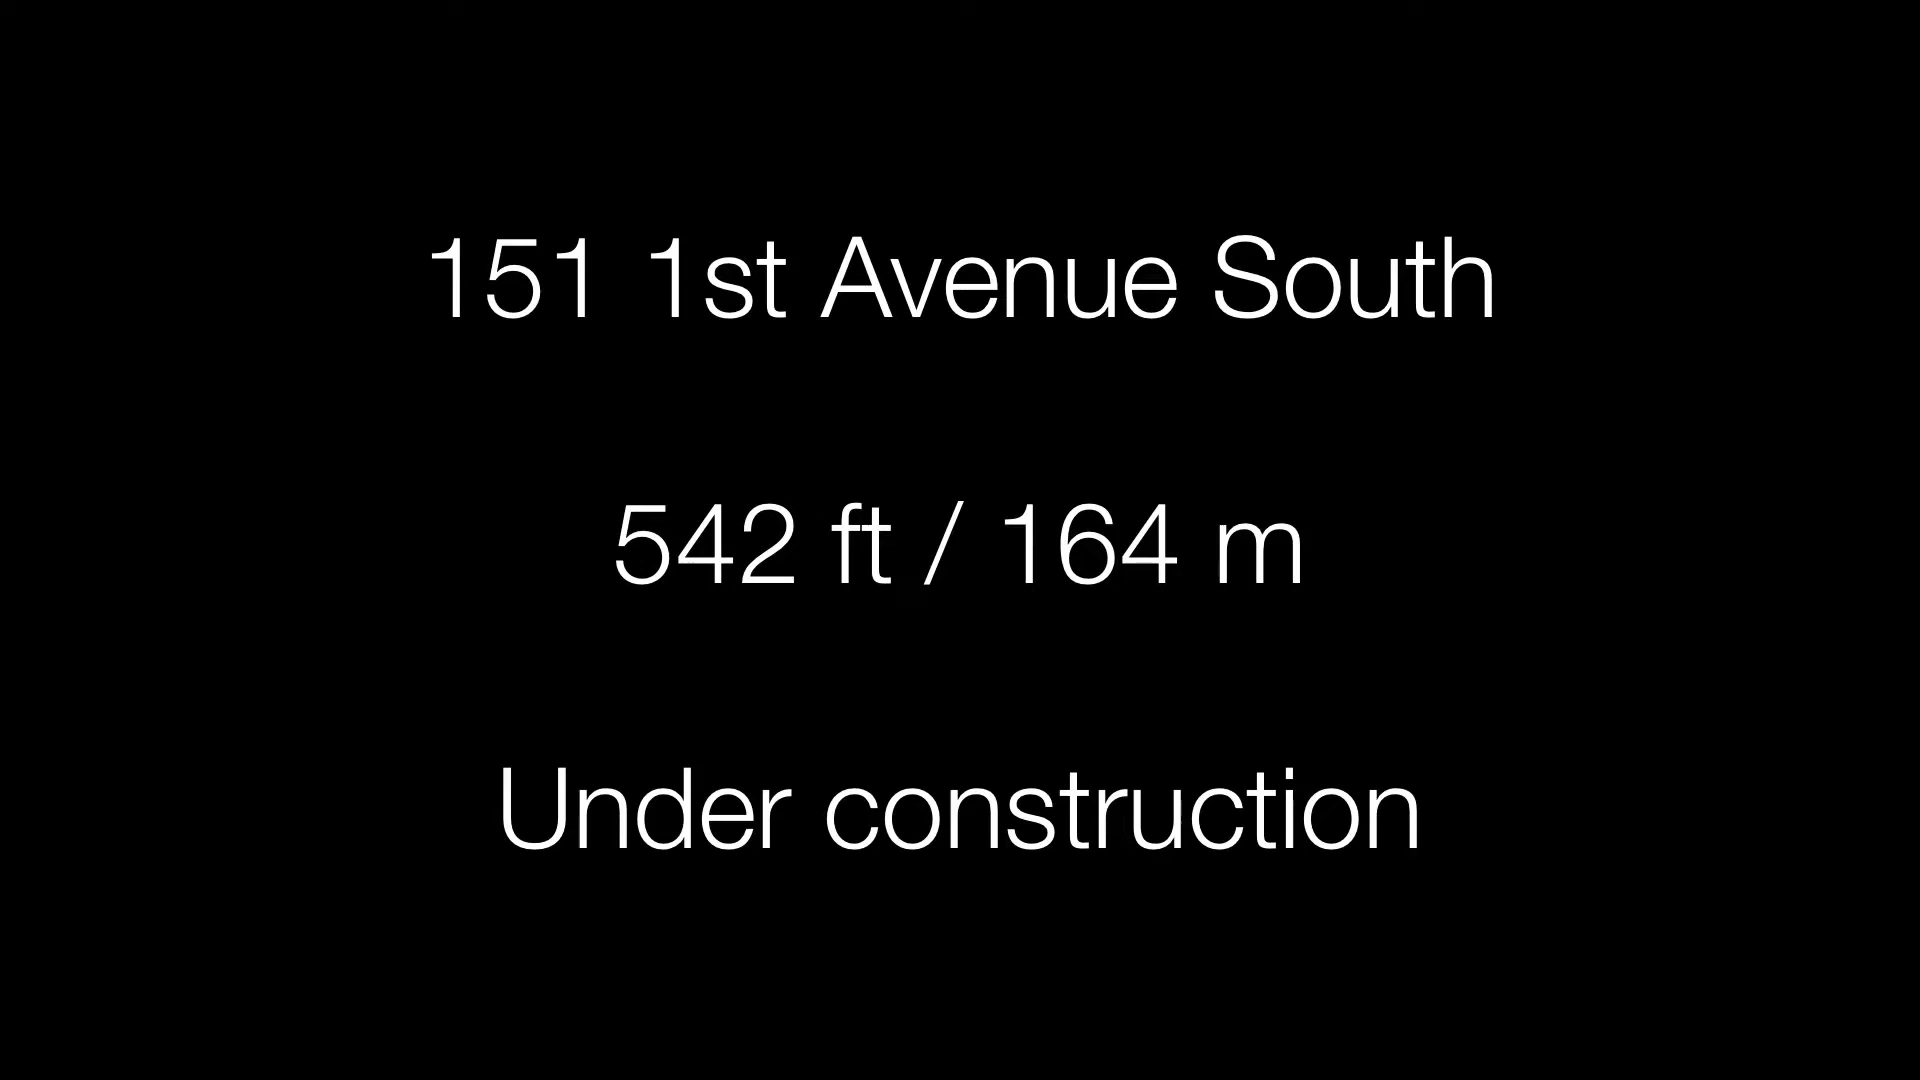 151 1st Avenue South
542 ft / 164 m
Under construction